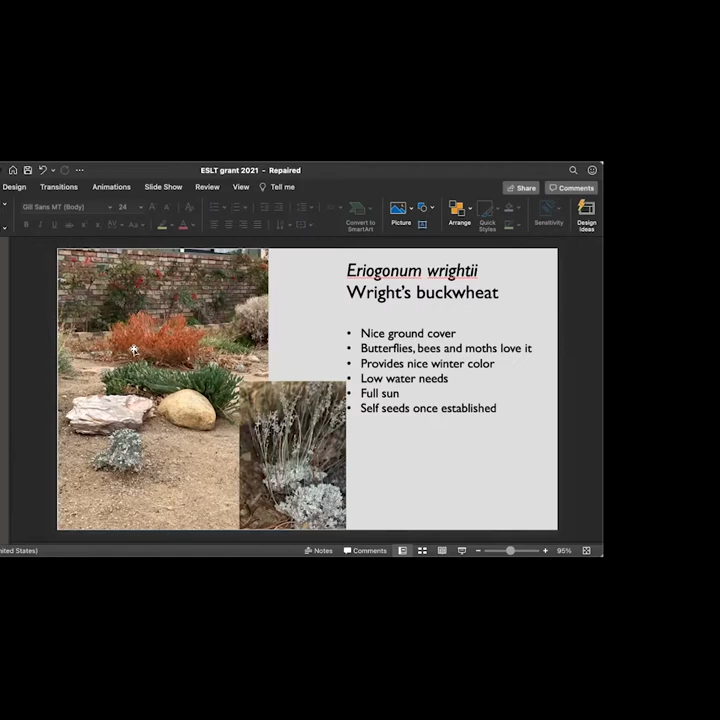 ESLT grant 2021 - Repaired
Design Transitions Animations Slide Show Review View Tell me
Share Comments
Gill Sans MT (Body) 24
Convert to SmartArt
Picture
Arrange
Quick Styles
Sensitivity
Design Ideas
Eriogonum wrightii
Wright's buckwheat
• Nice ground cover
• Butterflies, bees and moths love it
• Provides nice winter color
• Low water needs
• Full sun
• Self seeds once established
nited States) Notes Comments 95%